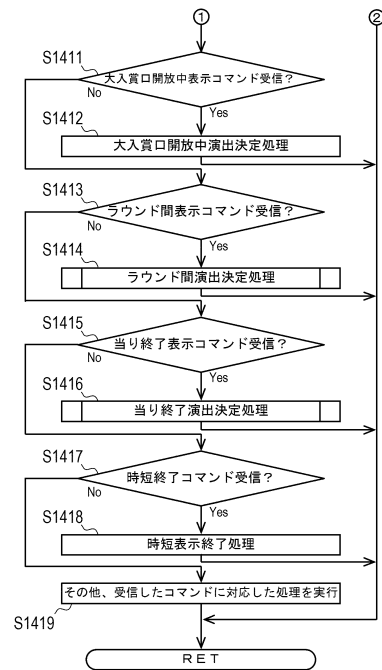 ① ②
S1411
大入賞口開放中表示コマンド受信?
No
Yes
S1412
大入賞口開放中演出決定処理
S1413
ラウンド間表示コマンド受信?
No
Yes
S1414
ラウンド間演出決定処理
S1415
当り終了表示コマンド受信?
No
Yes
S1416
当り終了演出決定処理
S1417
時短終了コマンド受信?
No
Yes
S1418
時短表示終了処理
その他、受信したコマンドに対応した処理を実行
S1419
RET